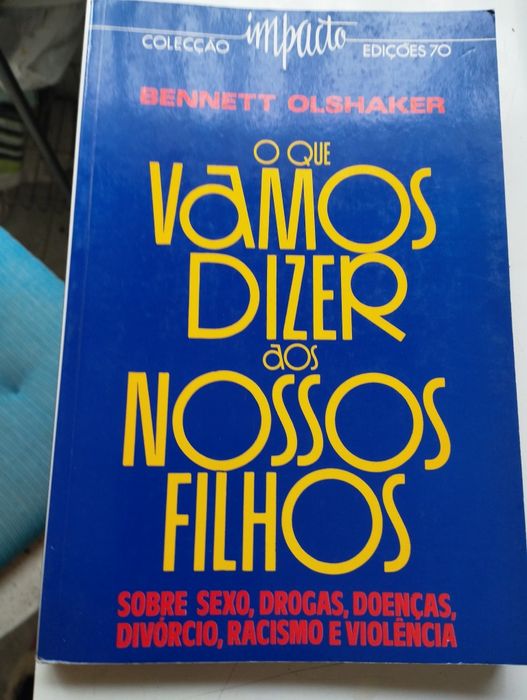 COLECÇÃO impacto EDIÇÕES 70
BENNETT OLSHAKER
O QUE
VAMOS
DIZER
AOS
NOSSOS
FILHOS
SOBRE SEXO, DROGAS, DOENÇAS,
DIVÓRCIO, RACISMO E VIOLÊNCIA